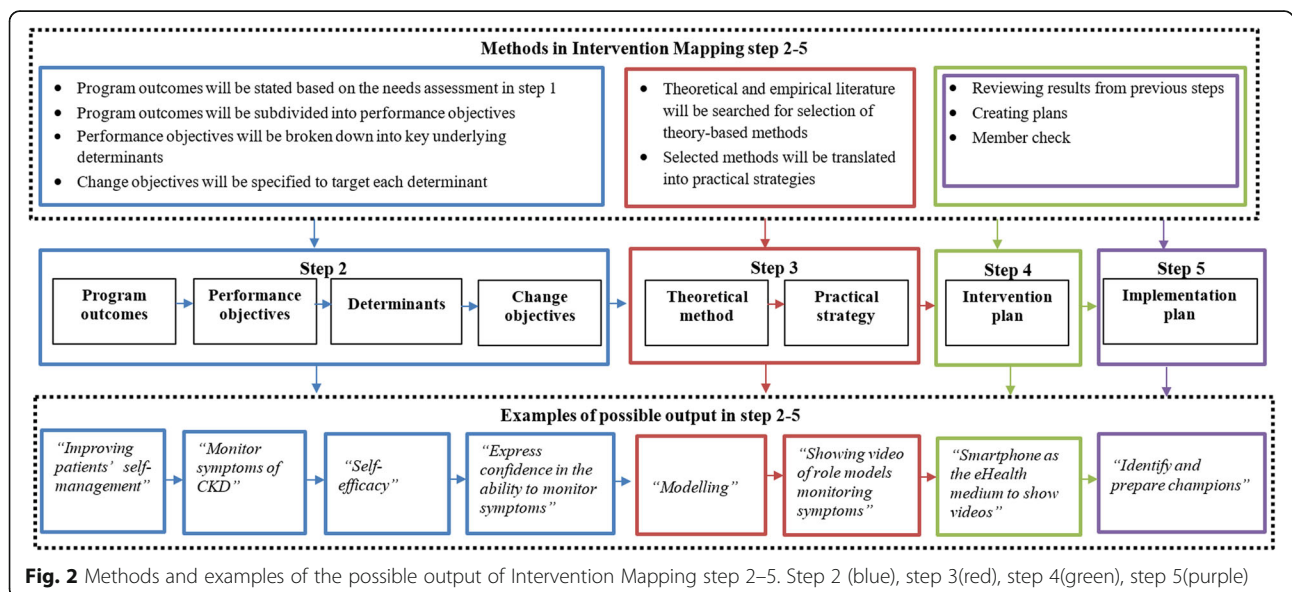 Methods in Intervention Mapping step 2-5
• Program outcomes will be stated based on the needs assessment in step 1
• Program outcomes will be subdivided into performance objectives
• Performance objectives will be broken down into key underlying
determinants
• Change objectives will be specified to target each determinant
• Theoretical and empirical literature
will be searched for selection of
theory-based methods
• Selected methods will be translated
into practical strategies
• Reviewing results from previous steps
• Creating plans
• Member check
Step 2
Program
outcomes
Performance
objectives
Determinants
Change
objectives
Step 3
Theoretical
method
Practical
strategy
Step 4
Intervention
plan
Step 5
Implementation
plan
Examples of possible output in step 2-5
“Improving
patients’ self-
management”
“Monitor
symptoms of
CKD”
“Self-
efficacy”
“Express
confidence in the
ability to monitor
symptoms”
“Modelling”
“Showing video
of role models
monitoring
symptoms”
“Smartphone as
the eHealth
medium to show
videos”
“Identify and
prepare champions”
Fig. 2 Methods and examples of the possible output of Intervention Mapping step 2–5. Step 2 (blue), step 3(red), step 4(green), step 5(purple)